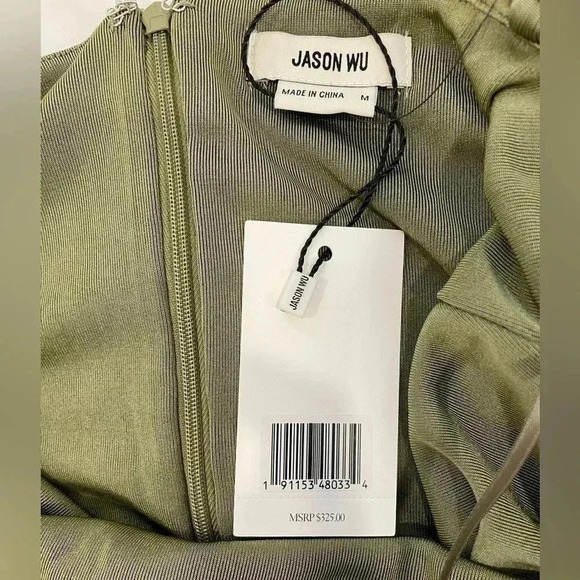 JASON WU
MADE IN CHINA M
JASON WU
1 91153 48033 4
MSRP $325.00